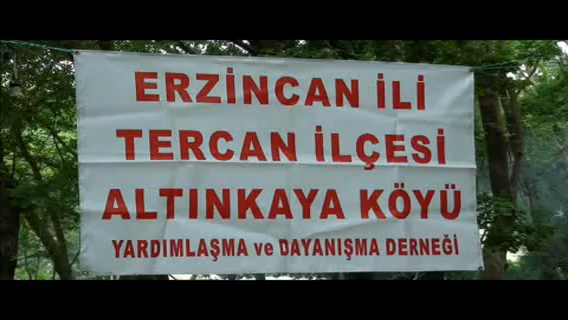 ERZİNCAN İLİ
TERCAN İLÇESİ
ALTINKAYA KÖYÜ
YARDIMLAŞMA ve DAYANIŞMA DERNEĞİ